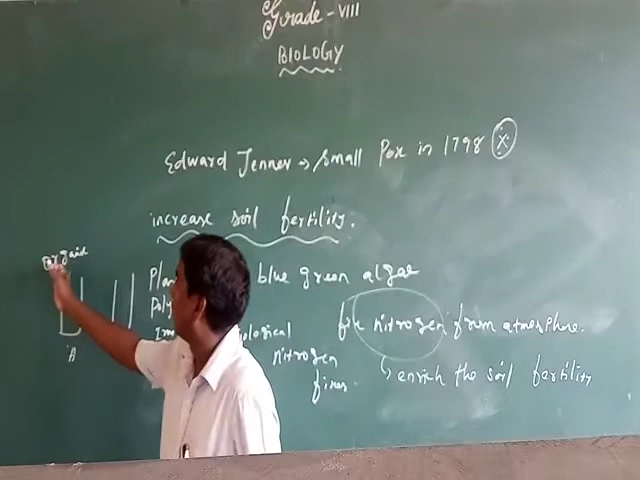 Grade - VIII
BIOLOGY
Edward Jenner → Small Pox in 1798 X
increase soil fertility.
blue green algae
fix nitrogen from atmosphere.
nitrogen
↳ enrich the soil fertility
A